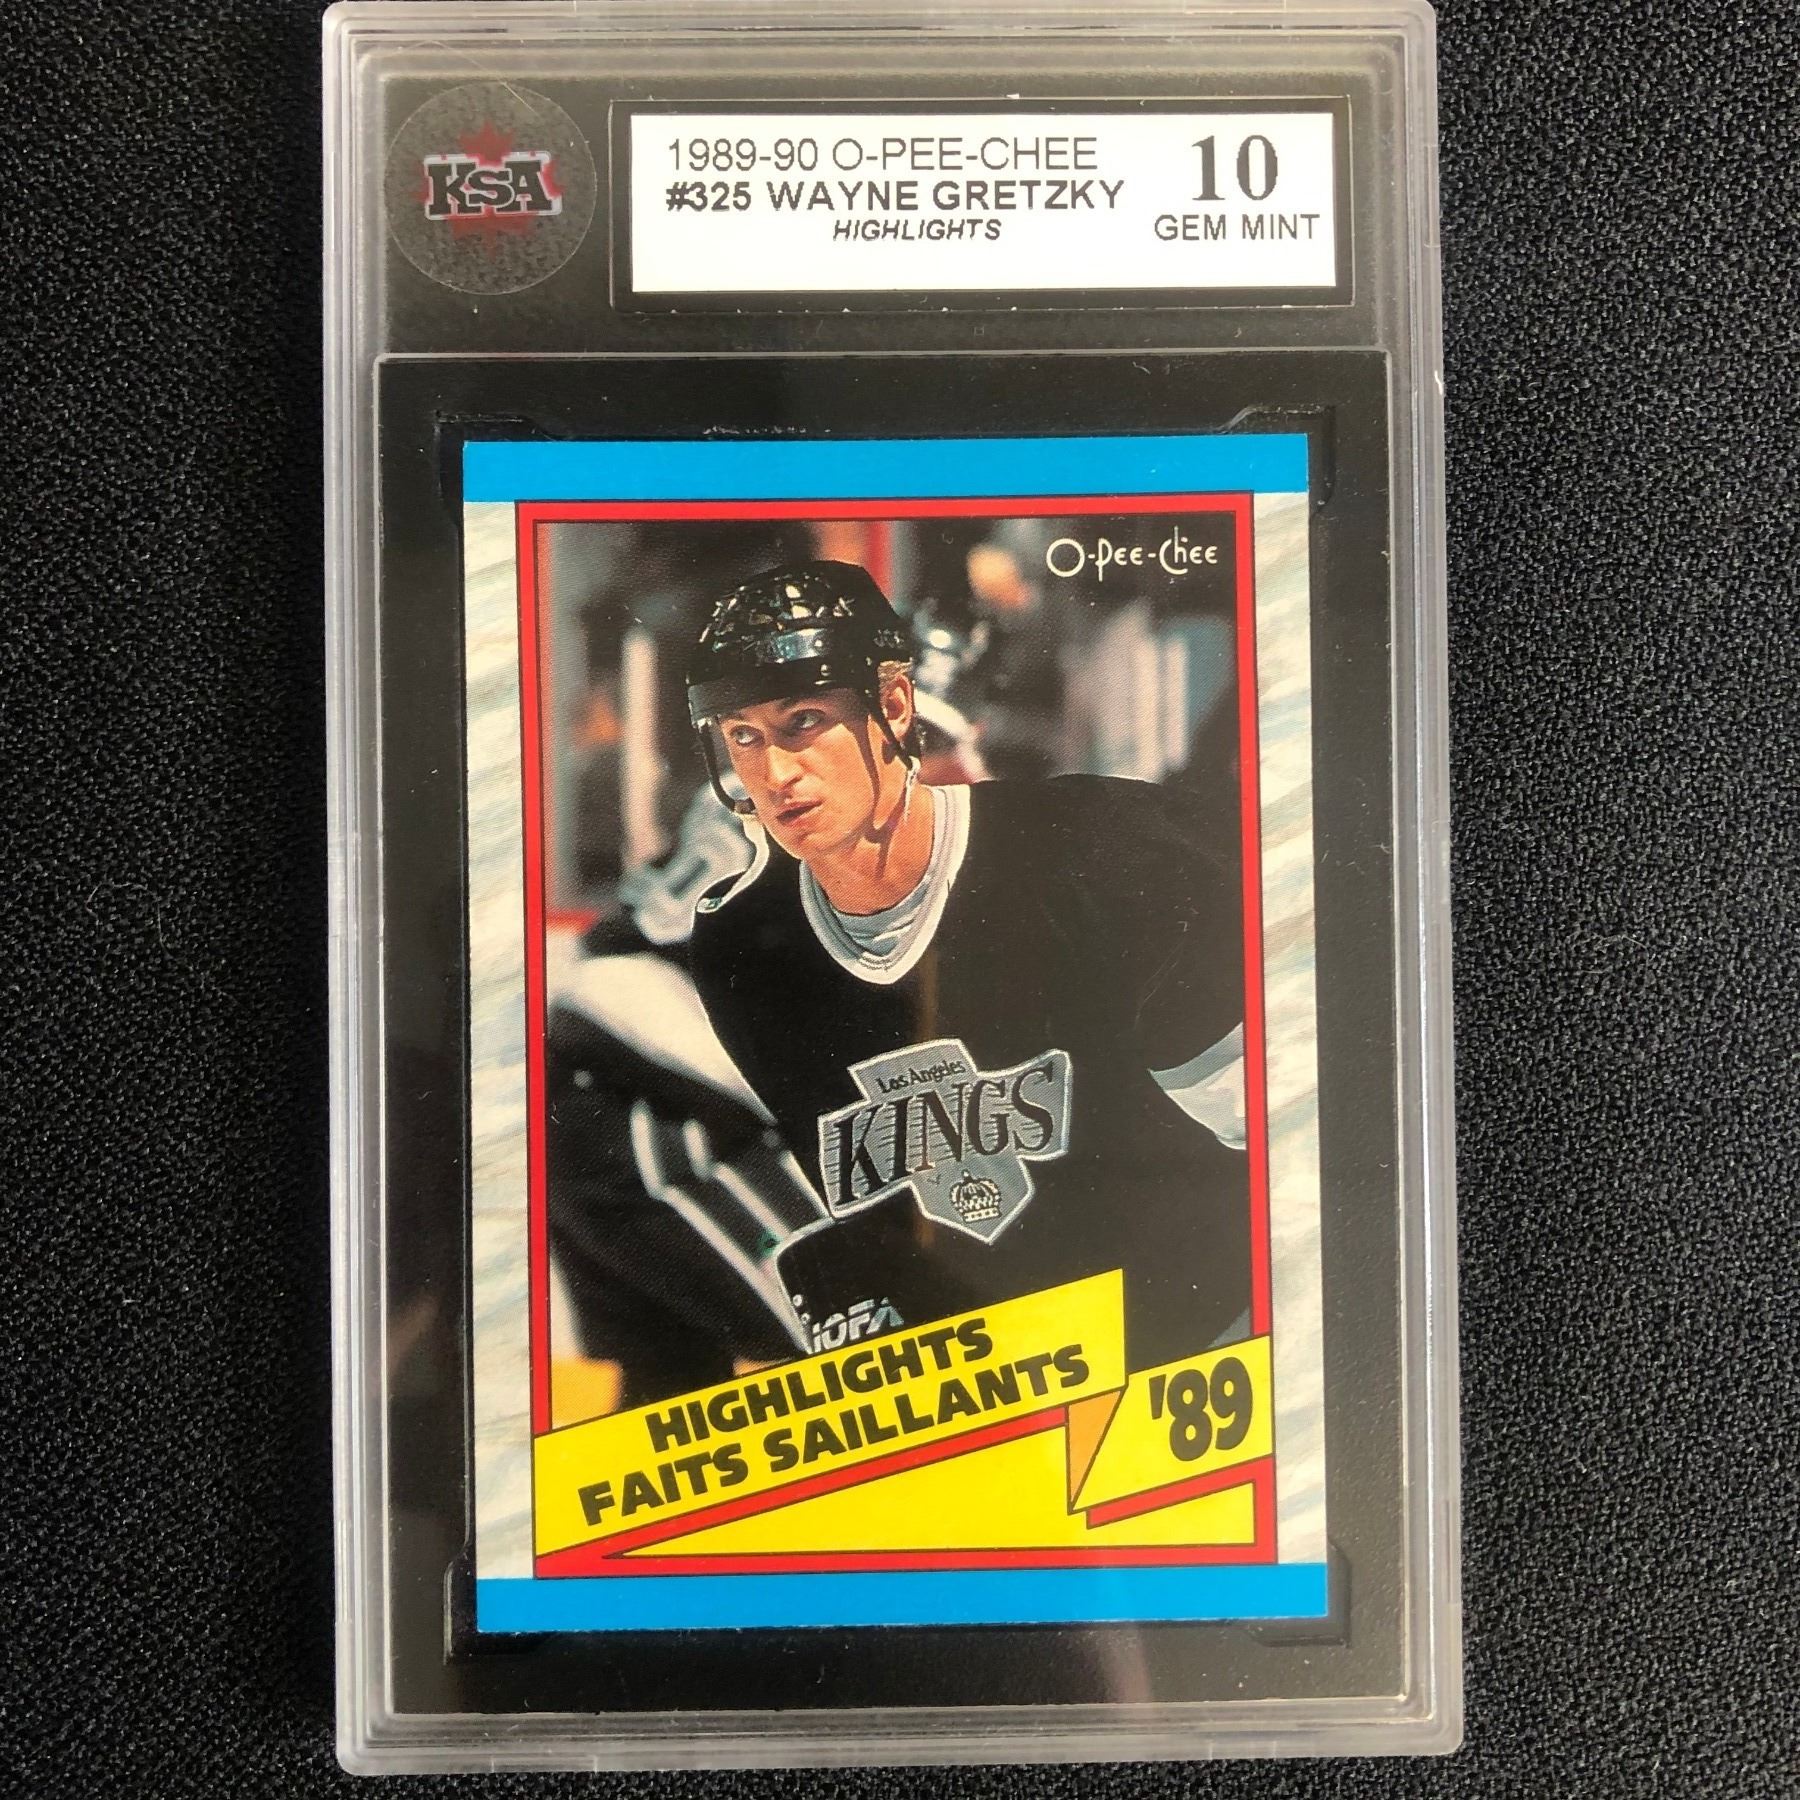 KSA
1989-90 O-PEE-CHEE
#325 WAYNE GRETZKY
HIGHLIGHTS
10
GEM MINT
O-Pee-Chee
Los Angeles
KINGS
HIGHLIGHTS
FAITS SAILLANTS
'89